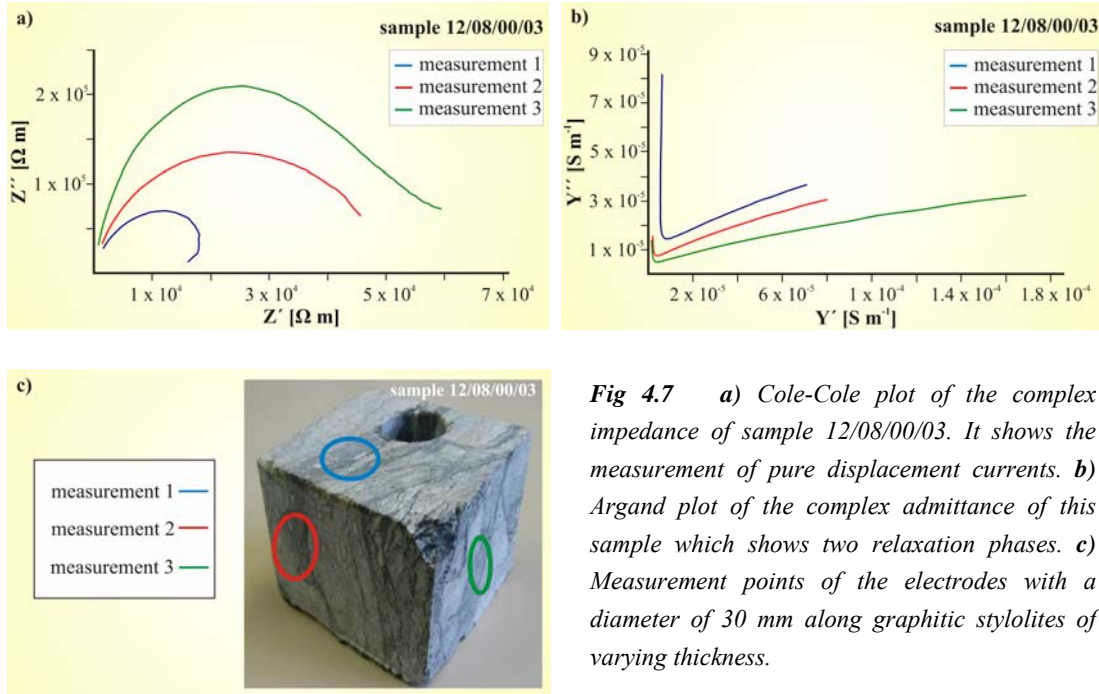 a)
sample 12/08/00/03
measurement 1
measurement 2
measurement 3
Z´´ [Ω m]
2 x 10⁵
1 x 10⁵
1 x 10⁴
3 x 10⁴
5 x 10⁴
7 x 10⁴
Z´ [Ω m]
b)
sample 12/08/00/03
measurement 1
measurement 2
measurement 3
Y´´ [S m⁻¹]
9 x 10⁻⁵
7 x 10⁻⁵
5 x 10⁻⁵
3 x 10⁻⁵
1 x 10⁻⁵
2 x 10⁻⁵
6 x 10⁻⁵
1 x 10⁻⁴
1.4 x 10⁻⁴
1.8 x 10⁻⁴
Y´ [S m⁻¹]
c)
sample 12/08/00/03
measurement 1
measurement 2
measurement 3
Fig 4.7 a) Cole-Cole plot of the complex
impedance of sample 12/08/00/03. It shows the
measurement of pure displacement currents. b)
Argand plot of the complex admittance of this
sample which shows two relaxation phases. c)
Measurement points of the electrodes with a
diameter of 30 mm along graphitic stylolites of
varying thickness.